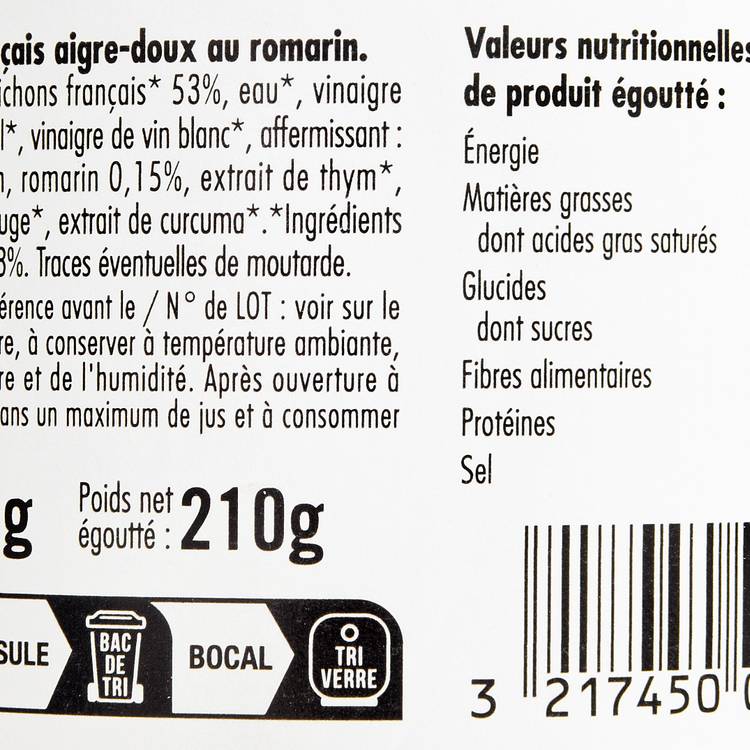 çais aigre-doux au romarin.
ichons français* 53%, eau*, vinaigre
l*, vinaigre de vin blanc*, affermissant :
n, romarin 0,15%, extrait de thym*,
uge*, extrait de curcuma*.*Ingrédients
8%. Traces éventuelles de moutarde.
érence avant le / N° de LOT : voir sur le
re, à conserver à température ambiante,
re et de l'humidité. Après ouverture à
ans un maximum de jus et à consommer
g Poids net égoutté : 210g
SULE
BAC
DE
TRI
BOCAL
TRI
VERRE
Valeurs nutritionnelles
de produit égoutté :
Énergie
Matières grasses
dont acides gras saturés
Glucides
dont sucres
Fibres alimentaires
Protéines
Sel
3 217450